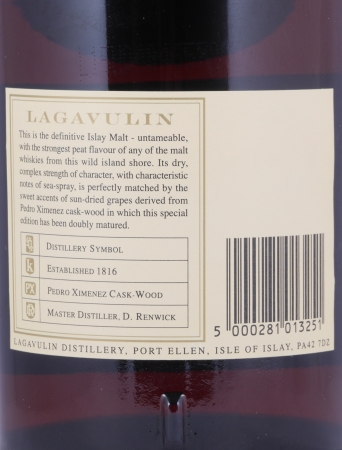 LAGAVULIN
This is the definitive Islay Malt - untameable,
with the strongest peat flavour of any of the malt
whiskies from this wild island shore. Its dry,
complex strength of character, with characteristic
notes of sea-spray, is perfectly matched by the
sweet accents of sun-dried grapes derived from
Pedro Ximenez cask-wood in which this special
edition has been doubly matured.
DISTILLERY SYMBOL
k ESTABLISHED 1816
PX PEDRO XIMENEZ CASK-WOOD
MASTER DISTILLER, D. RENWICK
5 000281 013251
LAGAVULIN DISTILLERY, PORT ELLEN, ISLE OF ISLAY, PA42 7DZ